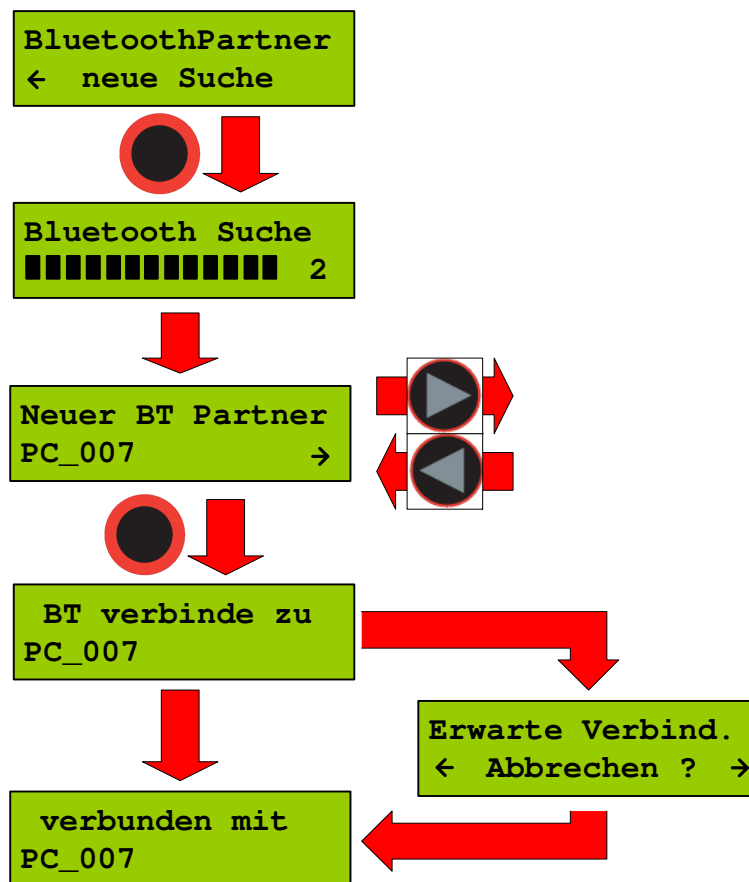 BluetoothPartner
← neue Suche
Bluetooth Suche
2
Neuer BT Partner
PC_007 →
BT verbinde zu
PC_007
Erwarte Verbind.
← Abbrechen ? →
verbunden mit
PC_007